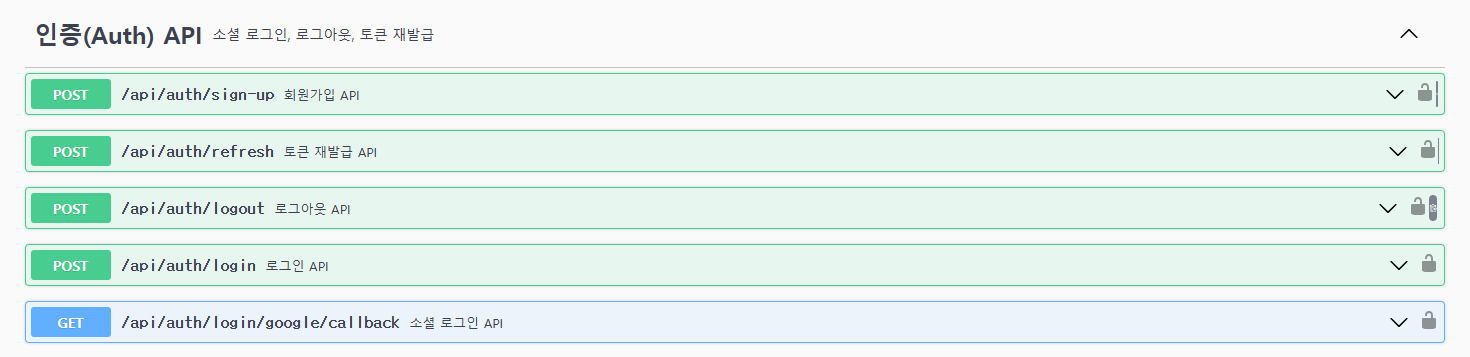 인증(Auth) API 소셜 로그인, 로그아웃, 토큰 재발급
POST /api/auth/sign-up 회원가입 API
POST /api/auth/refresh 토큰 재발급 API
POST /api/auth/logout 로그아웃 API
POST /api/auth/login 로그인 API
GET /api/auth/login/google/callback 소셜 로그인 API